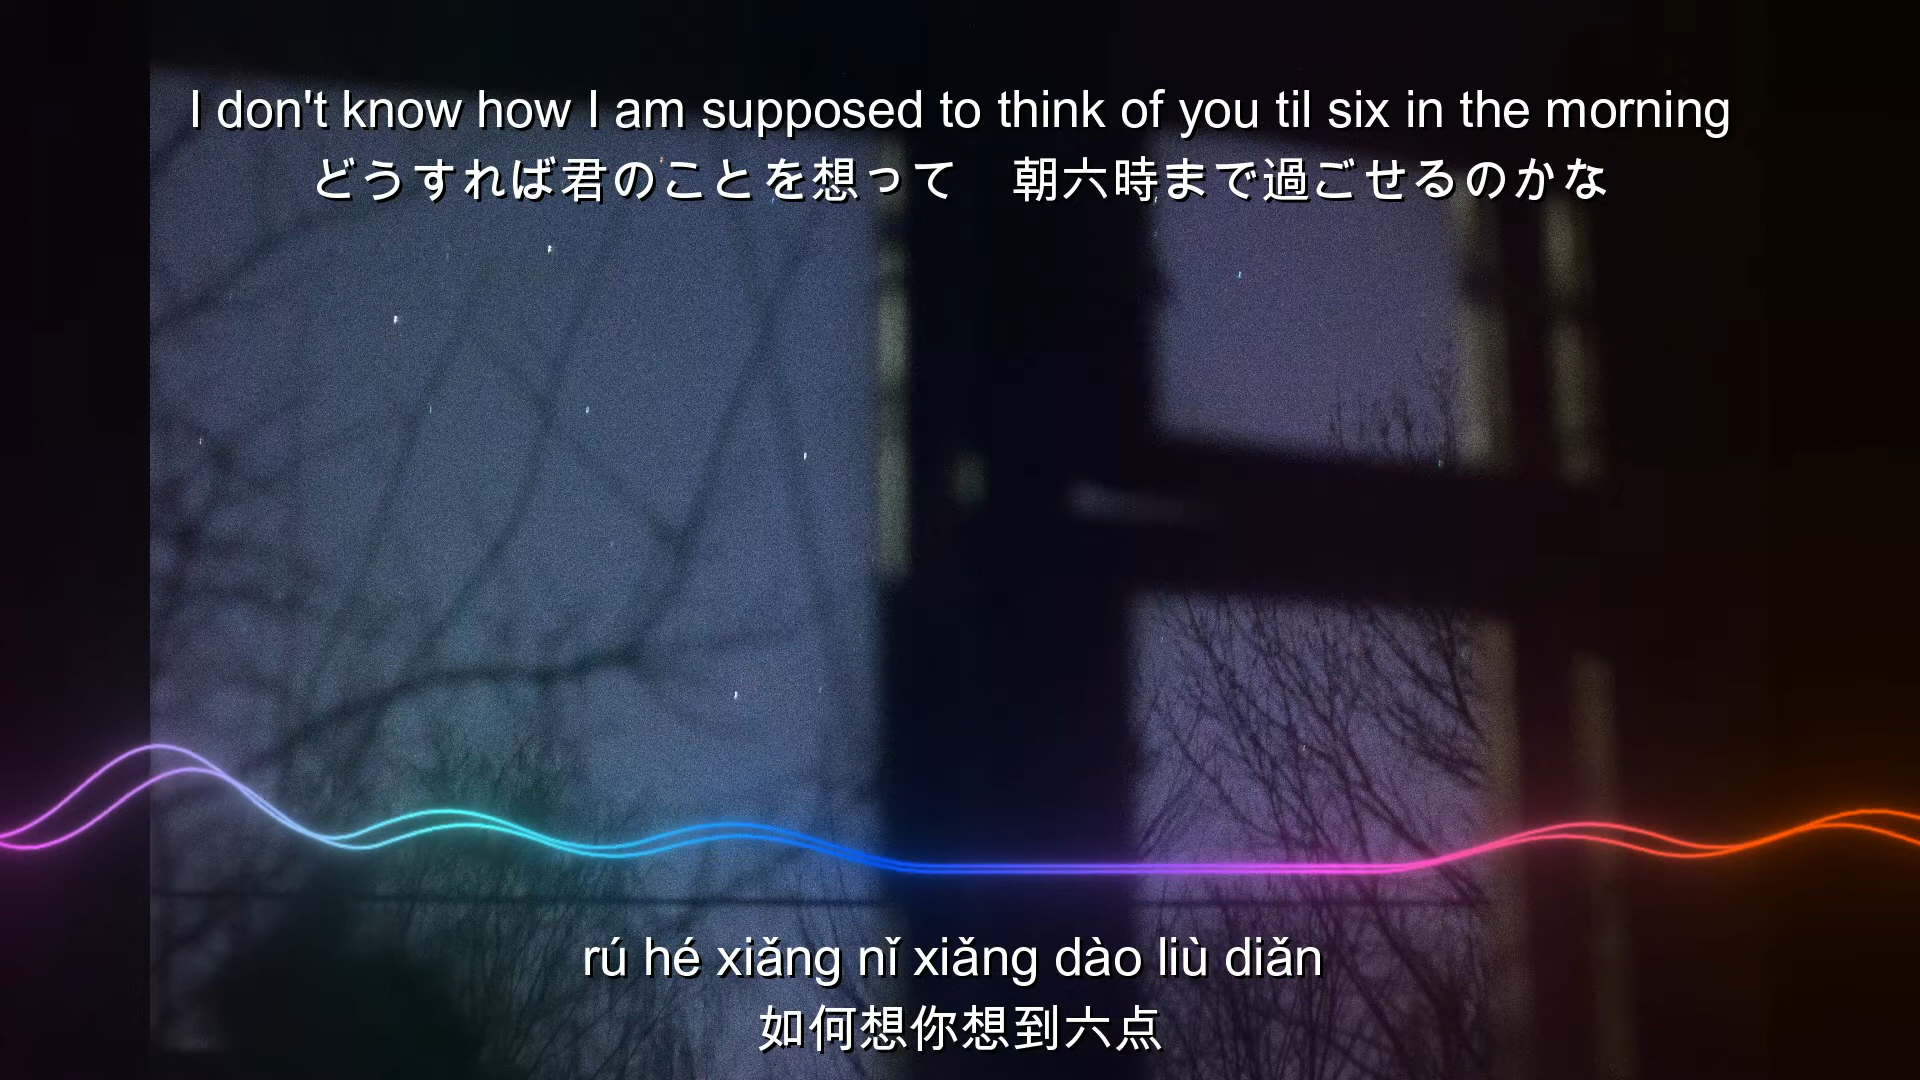 I don't know how I am supposed to think of you til six in the morning
どうすれば君のことを想って　朝六時まで過ごせるのかな
rú hé xiǎng nǐ xiǎng dào liù diǎn
如何想你想到六点